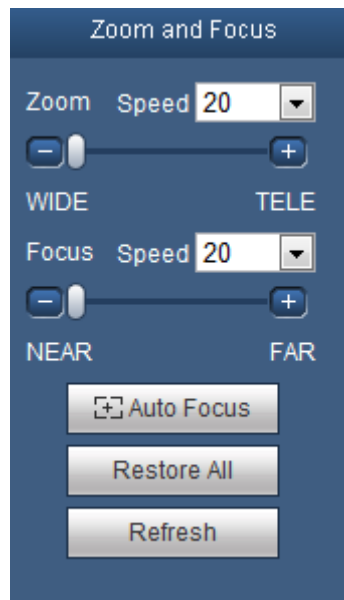 Zoom and Focus
Zoom Speed 20
WIDE TELE
Focus Speed 20
NEAR FAR
Auto Focus
Restore All
Refresh